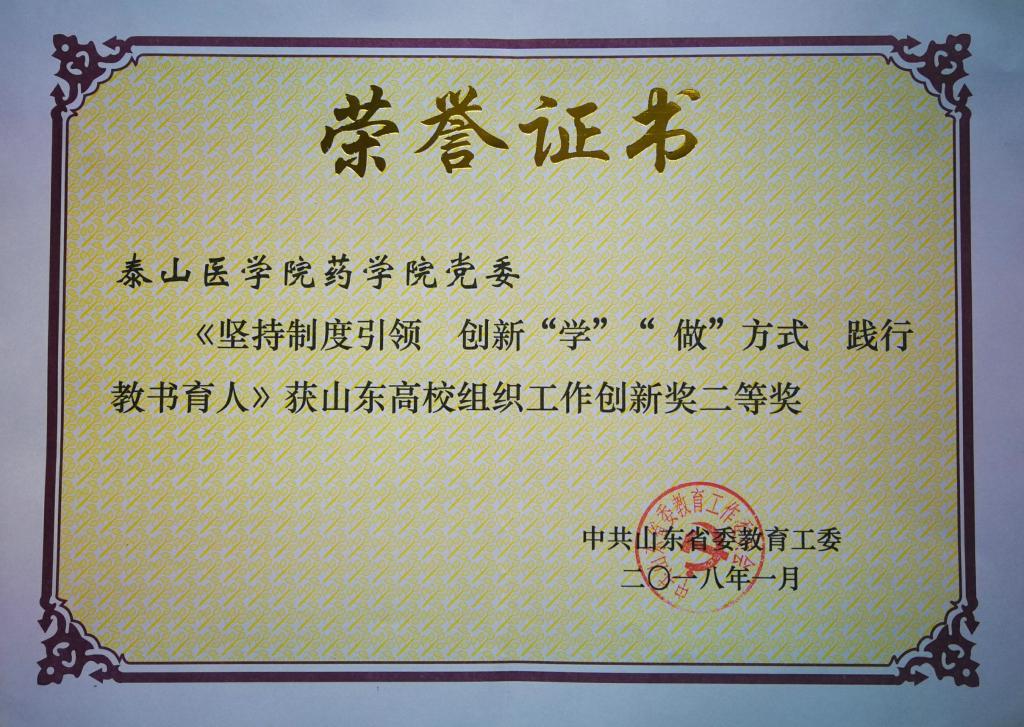 荣誉证书
泰山医学院药学院党委
《坚持制度引领　创新“学”“做”方式　践行
教书育人》获山东高校组织工作创新奖二等奖
中共山东省委教育工委
二〇一八年一月